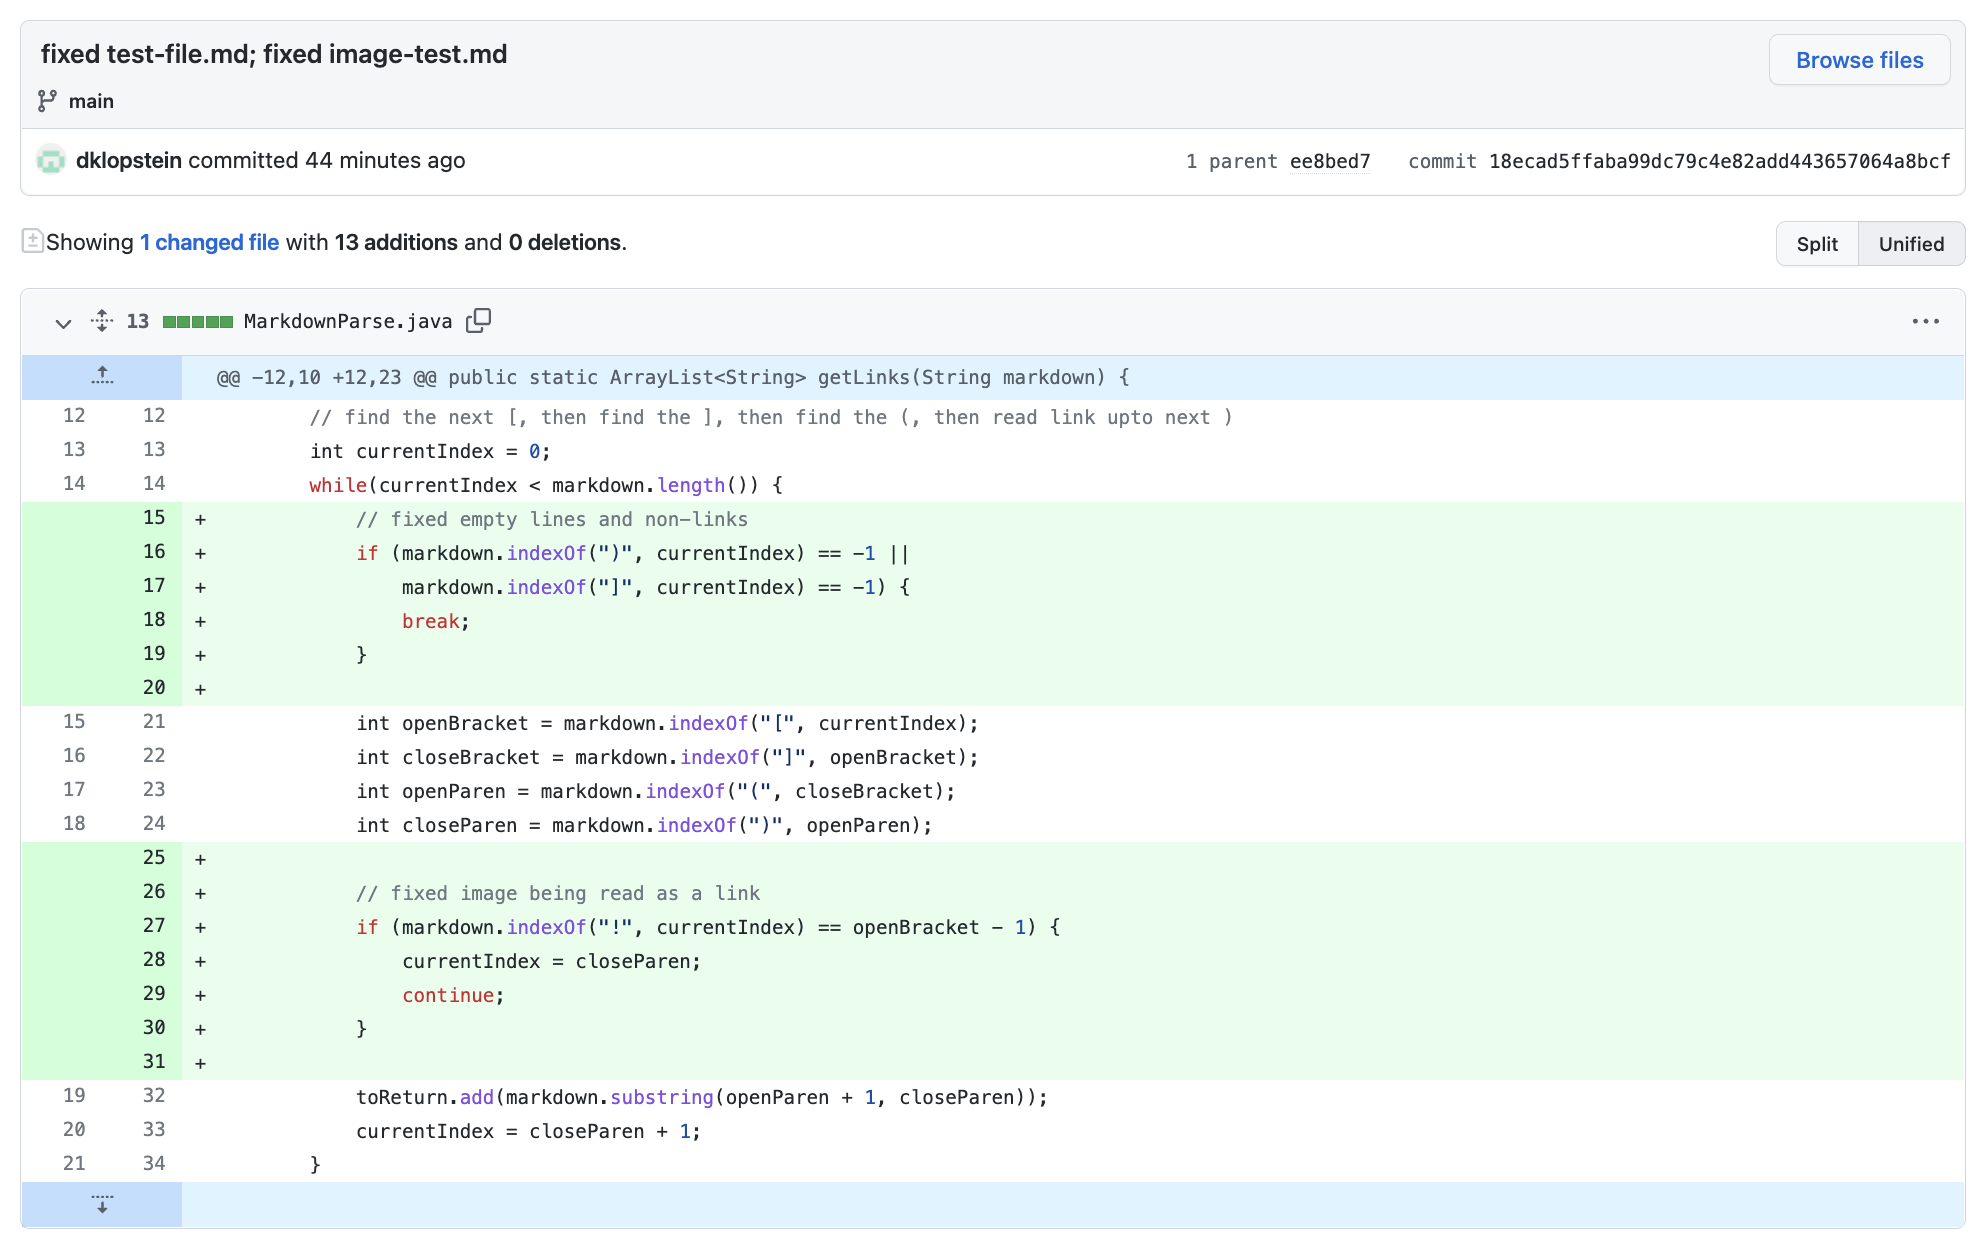 fixed test-file.md; fixed image-test.md
Browse files
main
dklopstein committed 44 minutes ago
1 parent ee8bed7 commit 18ecad5ffaba99dc79c4e82add443657064a8bcf
Showing 1 changed file with 13 additions and 0 deletions.
Split Unified
13 MarkdownParse.java
@@ -12,10 +12,23 @@ public static ArrayList<String> getLinks(String markdown) {
12 12 // find the next [, then find the ], then find the (, then read link upto next )
13 13 int currentIndex = 0;
14 14 while(currentIndex < markdown.length()) {
15 + // fixed empty lines and non-links
16 + if (markdown.indexOf(")", currentIndex) == -1 ||
17 + markdown.indexOf("]", currentIndex) == -1) {
18 + break;
19 + }
20 +
15 21 int openBracket = markdown.indexOf("[", currentIndex);
16 22 int closeBracket = markdown.indexOf("]", openBracket);
17 23 int openParen = markdown.indexOf("(", closeBracket);
18 24 int closeParen = markdown.indexOf(")", openParen);
25 +
26 + // fixed image being read as a link
27 + if (markdown.indexOf("!", currentIndex) == openBracket - 1) {
28 + currentIndex = closeParen;
29 + continue;
30 + }
31 +
19 32 toReturn.add(markdown.substring(openParen + 1, closeParen));
20 33 currentIndex = closeParen + 1;
21 34 }